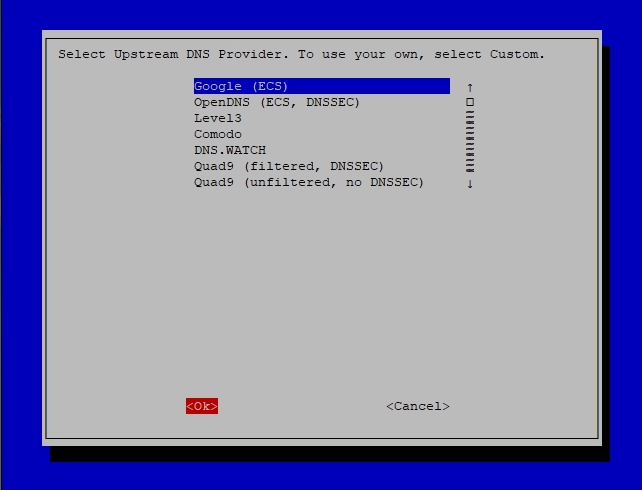 Select Upstream DNS Provider. To use your own, select Custom.
Google (ECS)
OpenDNS (ECS, DNSSEC)
Level3
Comodo
DNS.WATCH
Quad9 (filtered, DNSSEC)
Quad9 (unfiltered, no DNSSEC)
<Ok> <Cancel>